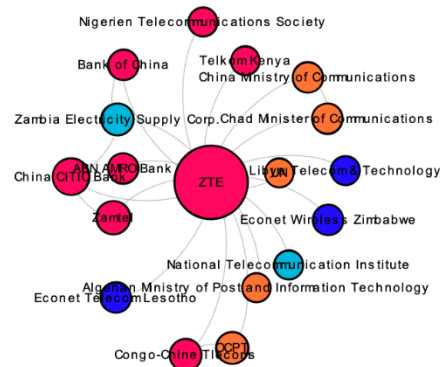 Nigerien Telecommunications Society
Telkom Kenya
Bank of China
China Ministry of Communications
Zambia Electricity Supply Corp.
Chad Minister of Communications
ABN AMRO Bank
Libya Telecom & Technology
China CITIC Bank
ZTE
Zamtel
Econet Wireless Zimbabwe
National Telecommunication Institute
Algerian Ministry of Post and Information Technology
Econet Telecom Lesotho
OCPT
Congo-Chine Tlecons